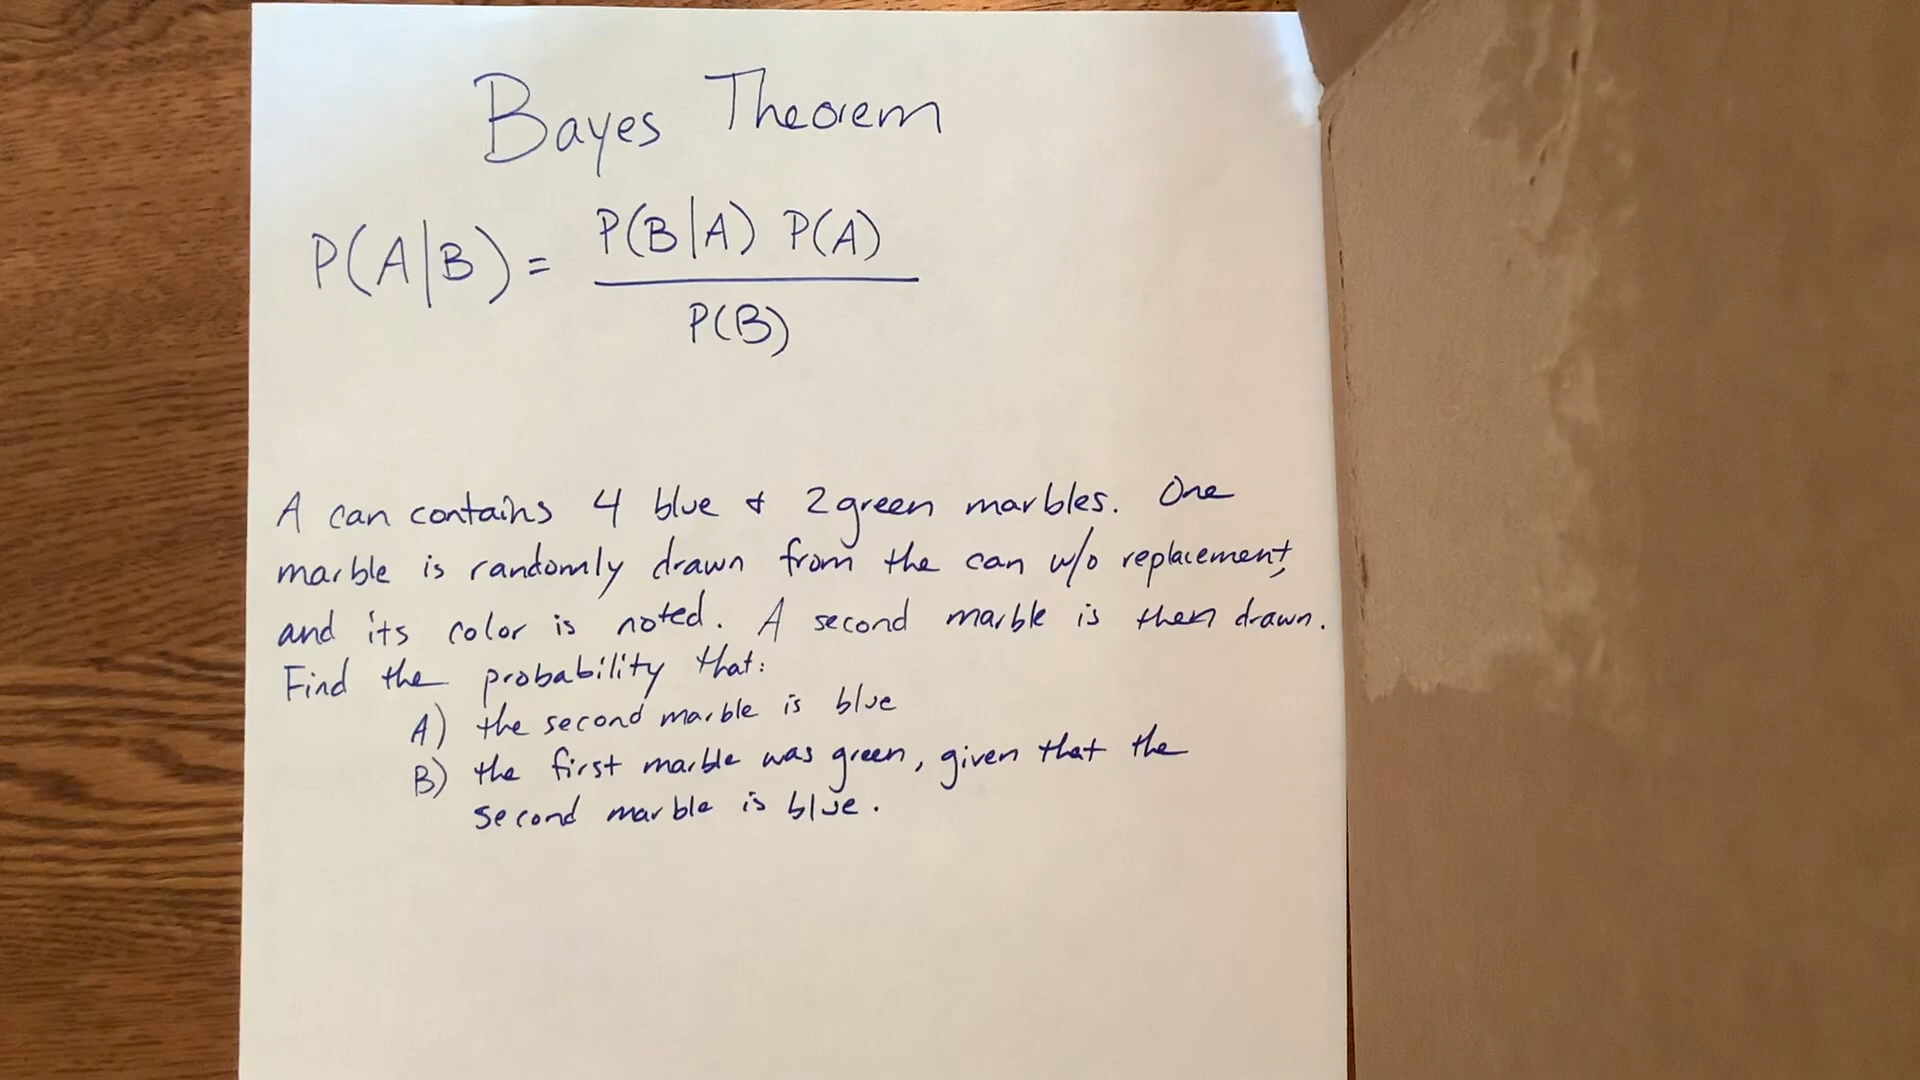 Bayes Theorem
P(A|B) = P(B|A) P(A) / P(B)
A can contains 4 blue & 2 green marbles. One
marble is randomly drawn from the can w/o replacement,
and its color is noted. A second marble is then drawn.
Find the probability that:
A) the second marble is blue
B) the first marble was green, given that the
second marble is blue.